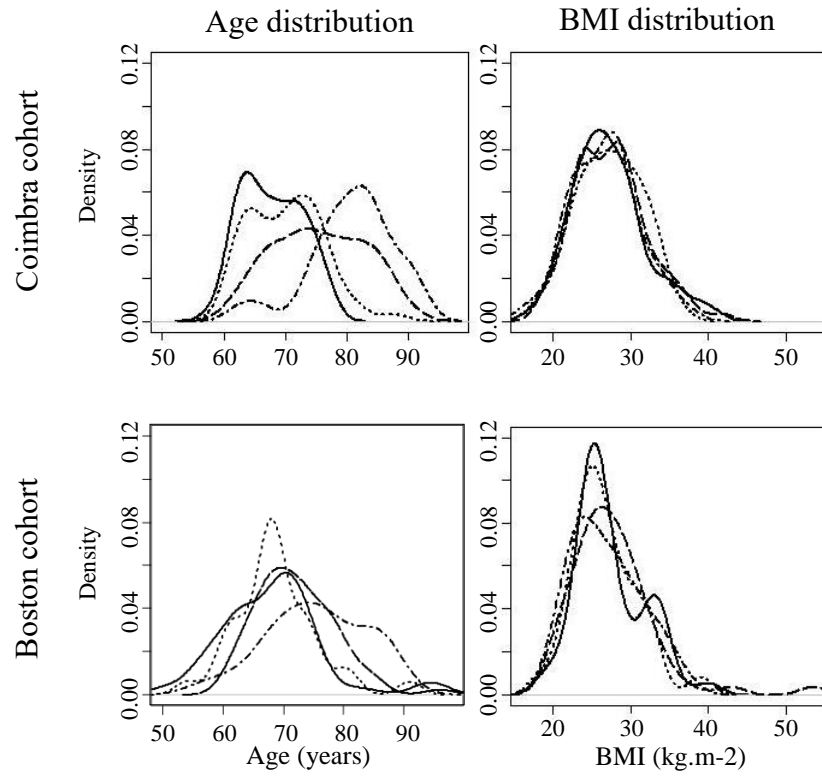 Age distribution BMI distribution
Coimbra cohort
Density
0.00 0.04 0.08 0.12
50 60 70 80 90
0.00 0.04 0.08 0.12
20 30 40 50
Boston cohort
Density
0.00 0.04 0.08 0.12
50 60 70 80 90
Age (years)
0.00 0.04 0.08 0.12
20 30 40 50
BMI (kg.m-2)